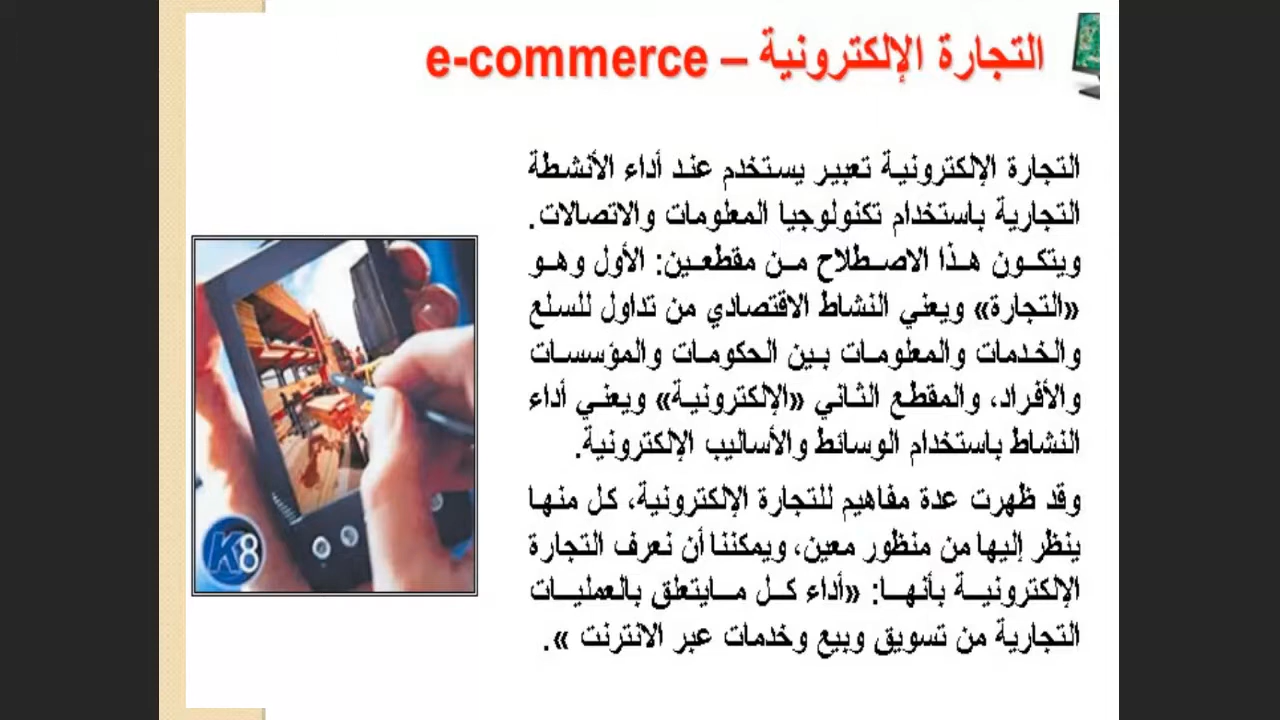 التجارة الإلكترونية – e-commerce
التجارة الإلكترونية تعبير يستخدم عند أداء الأنشطة
التجارية باستخدام تكنولوجيا المعلومات والاتصالات.
ويتكون هذا الاصطلاح من مقطعين: الأول وهو
«التجارة» ويعني النشاط الاقتصادي من تداول للسلع
والخدمات والمعلومات بين الحكومات والمؤسسات
والأفراد، والمقطع الثاني «الإلكترونية» ويعني أداء
النشاط باستخدام الوسائط والأساليب الإلكترونية.
وقد ظهرت عدة مفاهيم للتجارة الإلكترونية، كل منها
ينظر إليها من منظور معين، ويمكننا أن نعرف التجارة
الإلكترونية بأنها: «أداء كل مايتعلق بالعمليات
التجارية من تسويق وبيع وخدمات عبر الانترنت ».
K8